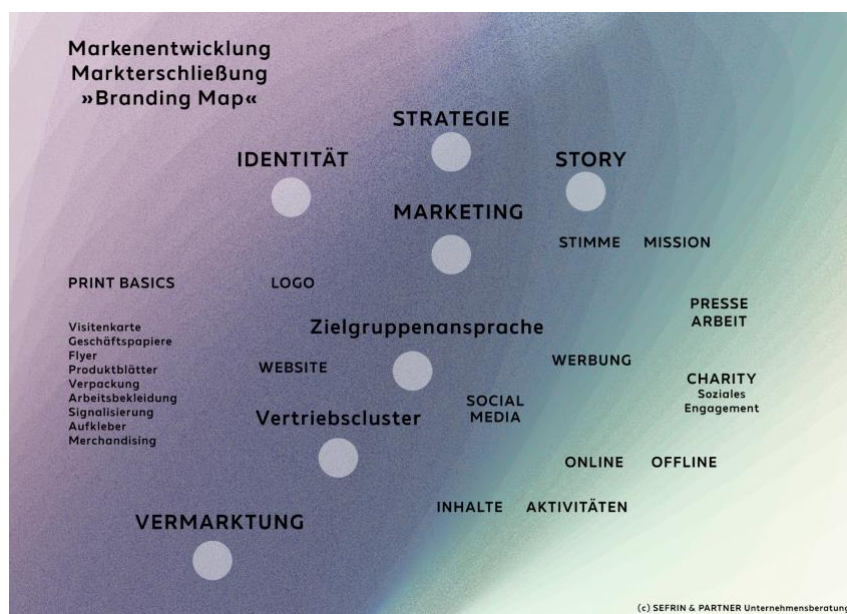 Markenentwicklung
Markterschließung
»Branding Map«
STRATEGIE
IDENTITÄT
STORY
MARKETING
STIMME
MISSION
PRINT BASICS
LOGO
PRESSE
ARBEIT
Visitenkarte
Geschäftspapiere
Flyer
Produktblätter
Verpackung
Arbeitsbekleidung
Signalisierung
Aufkleber
Merchandising
Zielgruppenansprache
WEBSITE
WERBUNG
CHARITY
Soziales
Engagement
SOCIAL
MEDIA
Vertriebscluster
ONLINE
OFFLINE
INHALTE
AKTIVITÄTEN
VERMARKTUNG
(c) SEFRIN & PARTNER Unternehmensberatung